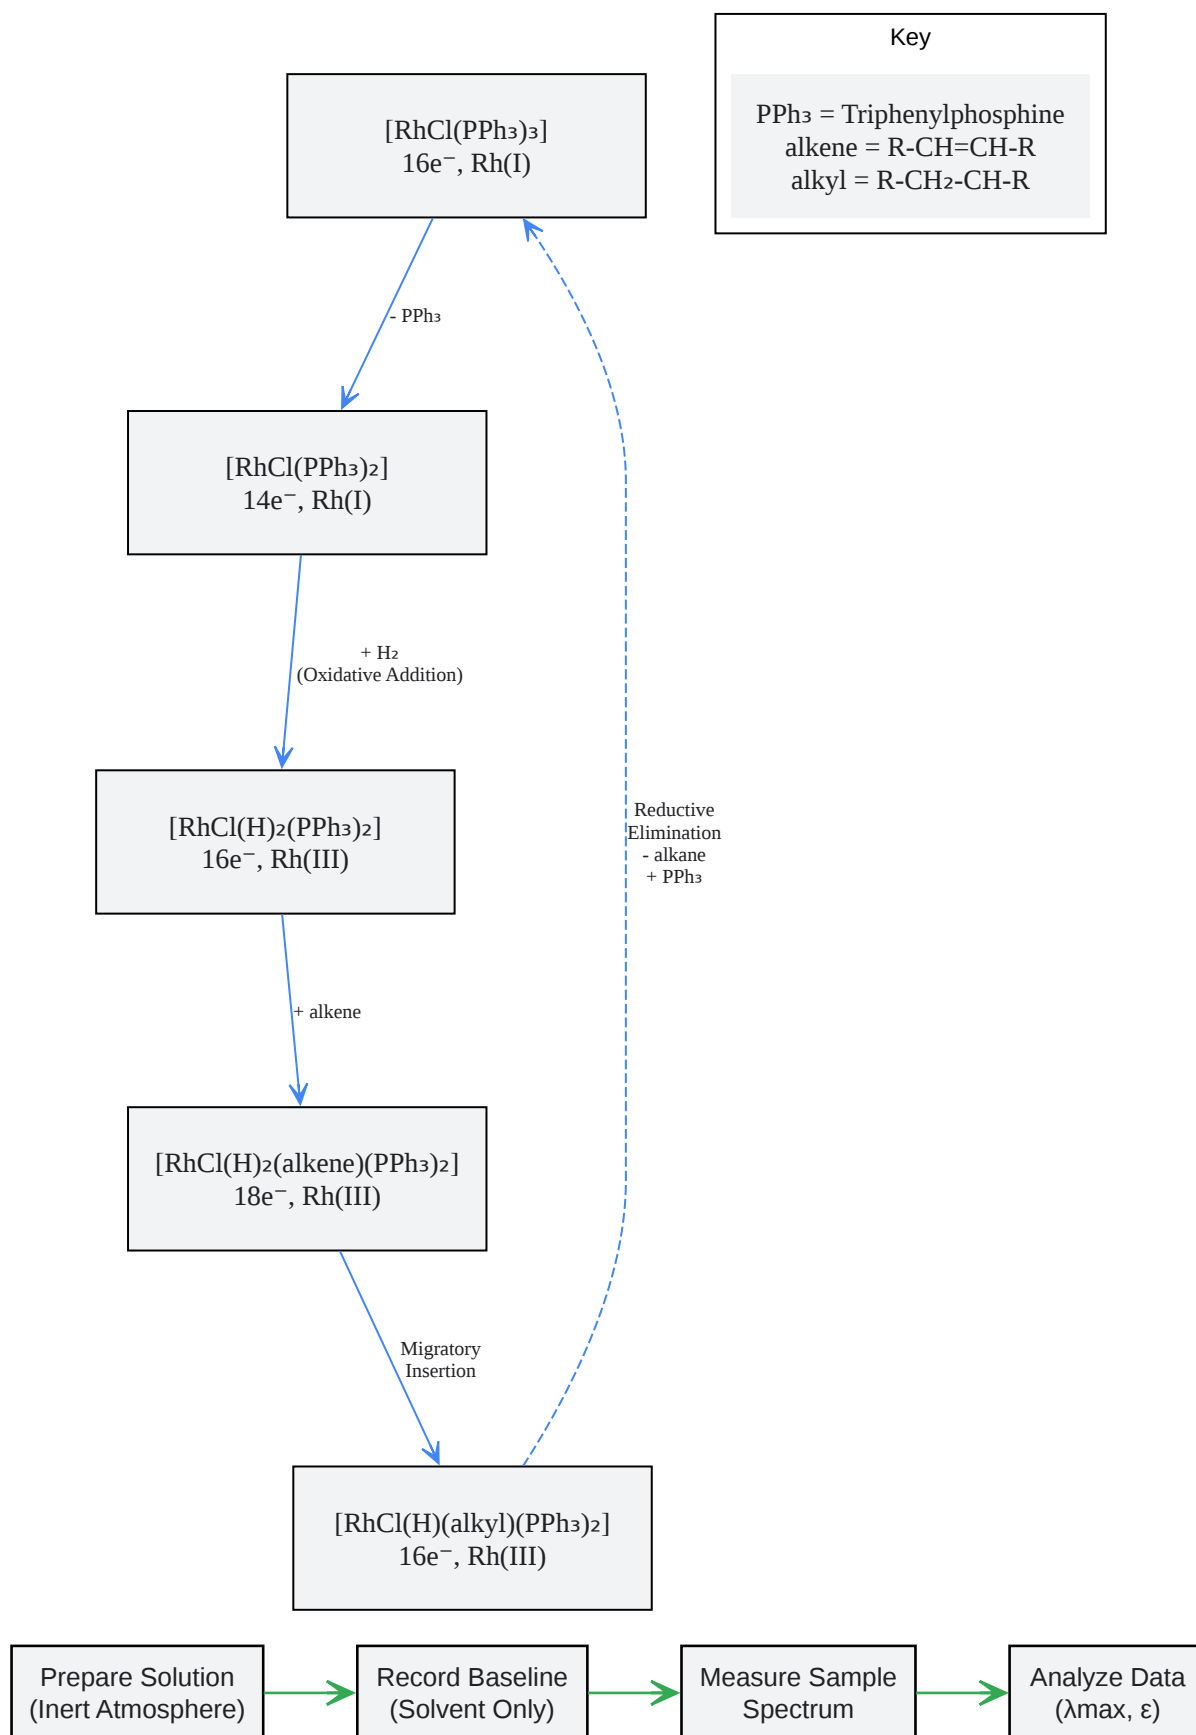 Key
PPh₃ = Triphenylphosphine
alkene = R-CH=CH-R
alkyl = R-CH₂-CH-R
[RhCl(PPh₃)₃]
16e⁻, Rh(I)
- PPh₃
[RhCl(PPh₃)₂]
14e⁻, Rh(I)
+ H₂
(Oxidative Addition)
[RhCl(H)₂(PPh₃)₂]
16e⁻, Rh(III)
Reductive
Elimination
- alkane
+ PPh₃
+ alkene
[RhCl(H)₂(alkene)(PPh₃)₂]
18e⁻, Rh(III)
Migratory
Insertion
[RhCl(H)(alkyl)(PPh₃)₂]
16e⁻, Rh(III)
Prepare Solution
(Inert Atmosphere)
Record Baseline
(Solvent Only)
Measure Sample
Spectrum
Analyze Data
(λmax, ε)